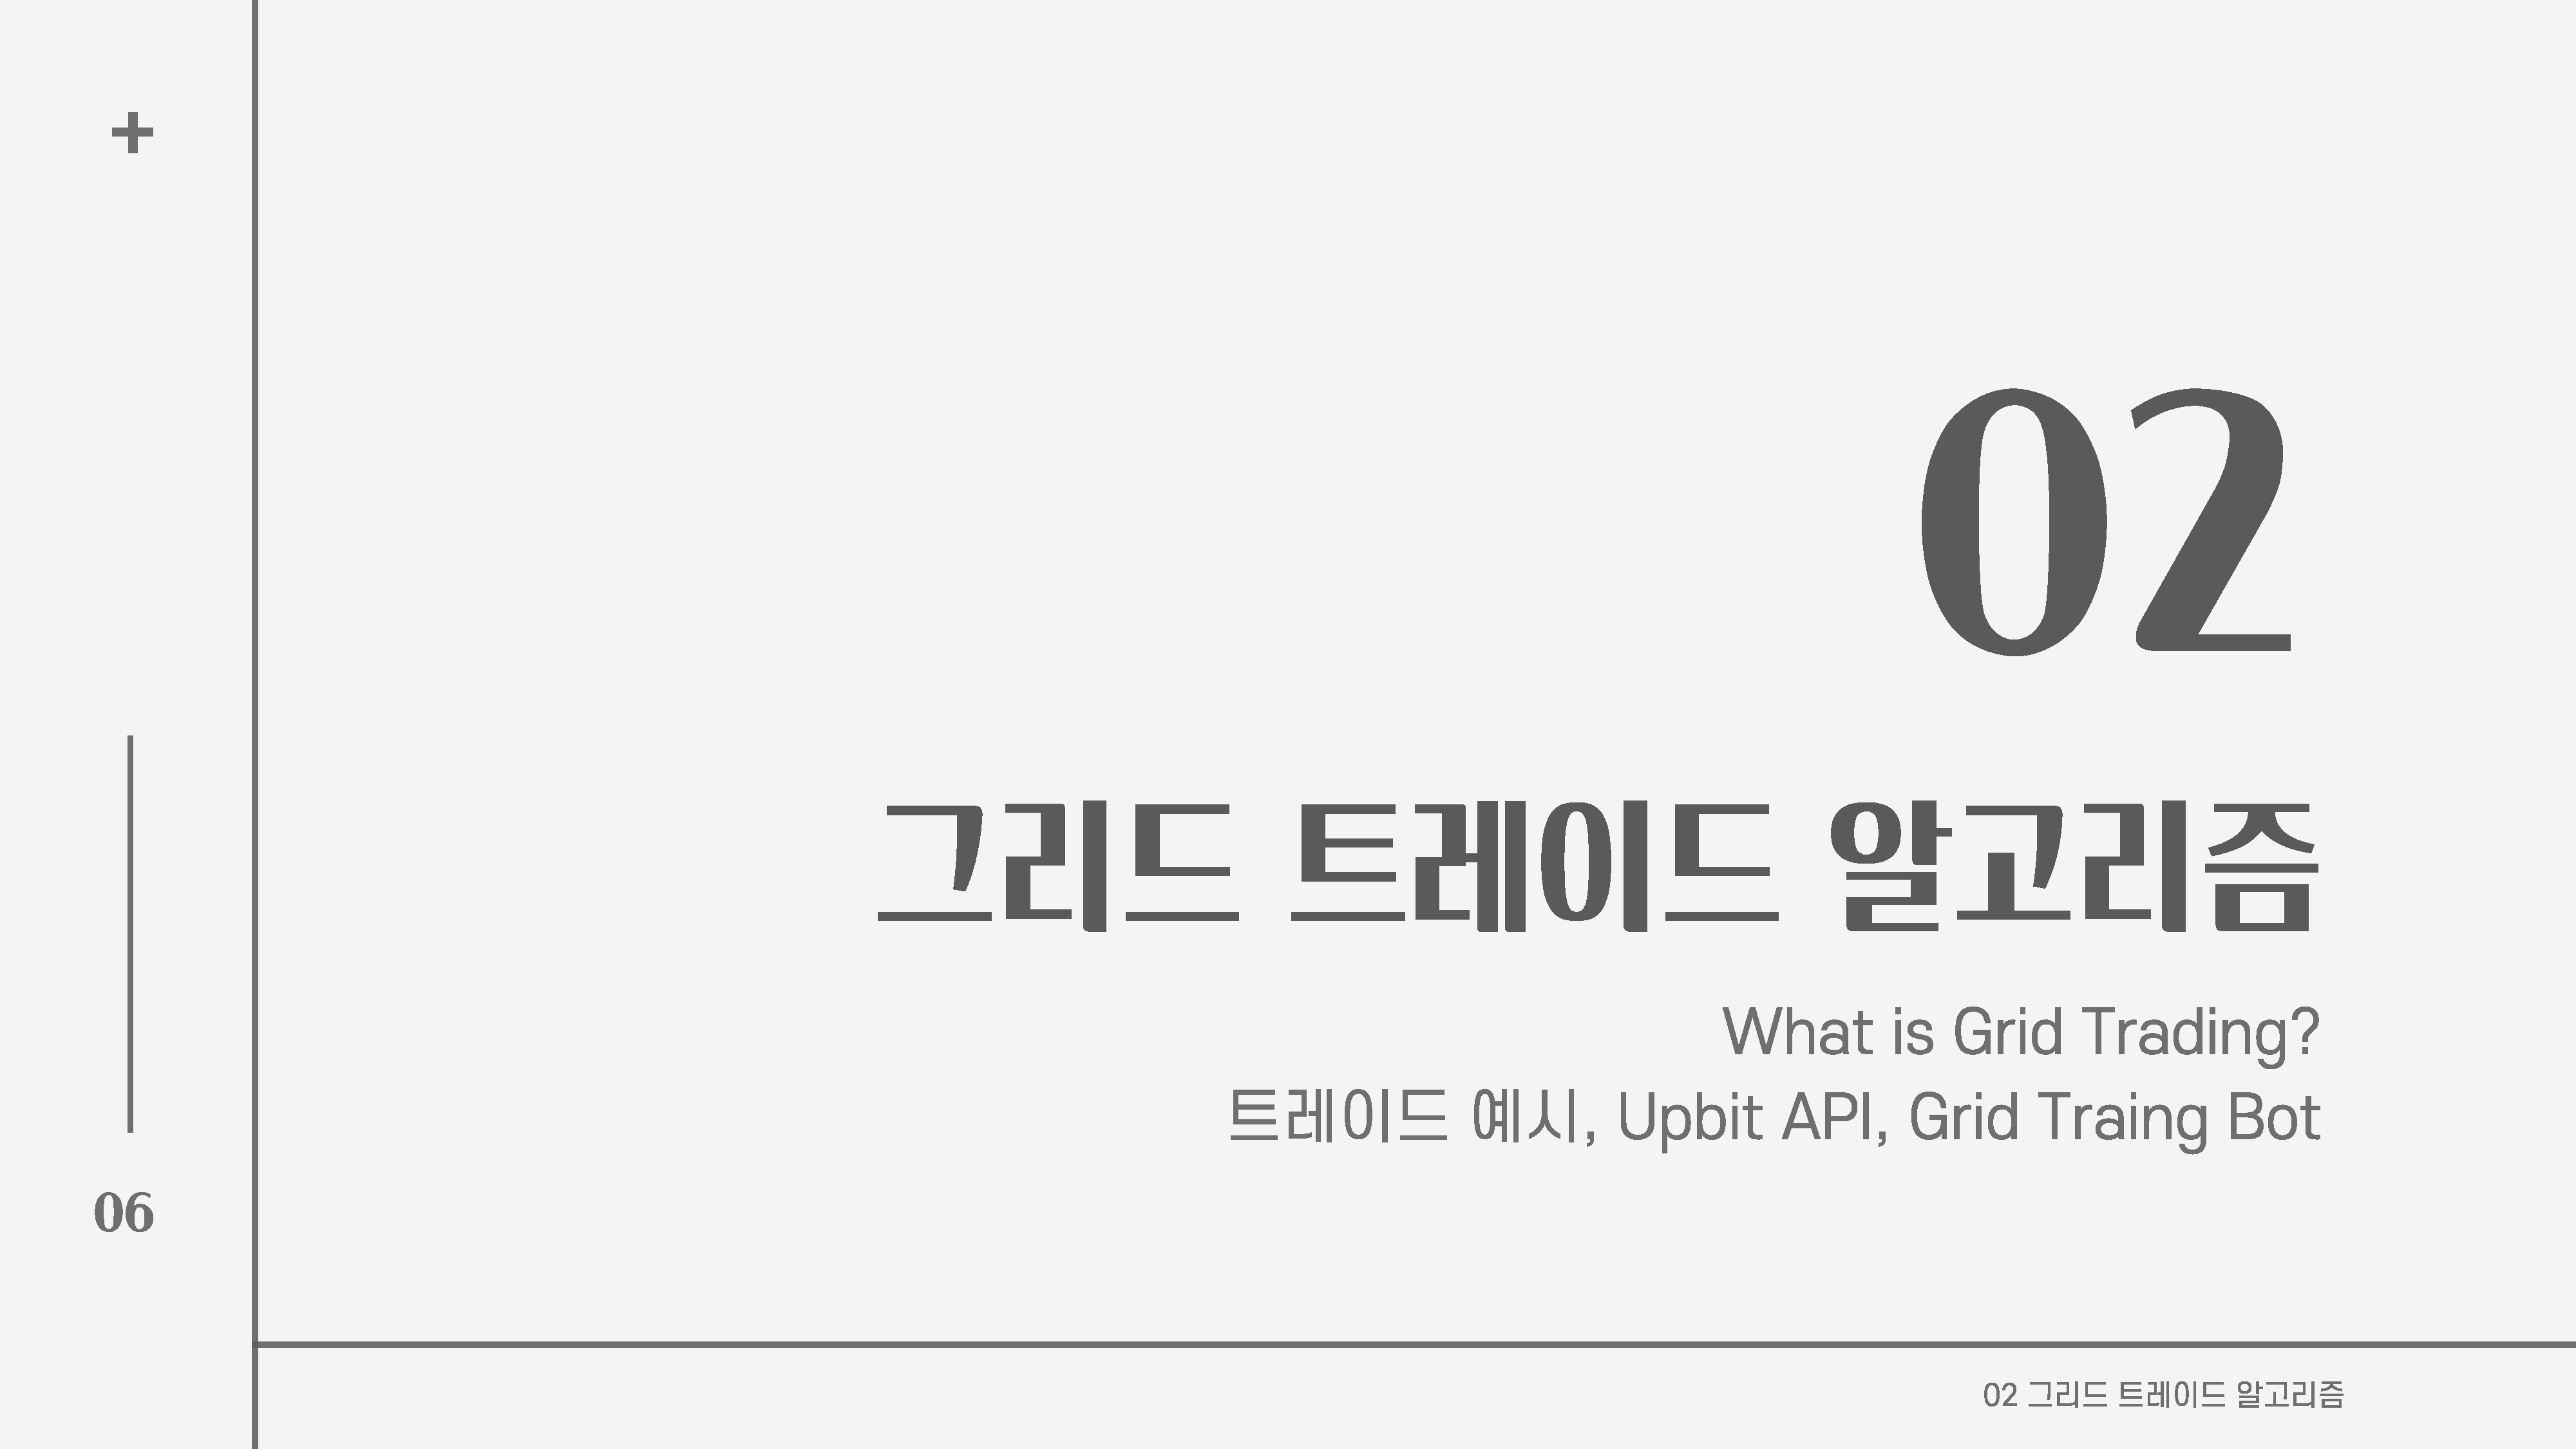 +
02
그리드 트레이드 알고리즘
What is Grid Trading?
트레이드 예시, Upbit API, Grid Traing Bot
06
02 그리드 트레이드 알고리즘